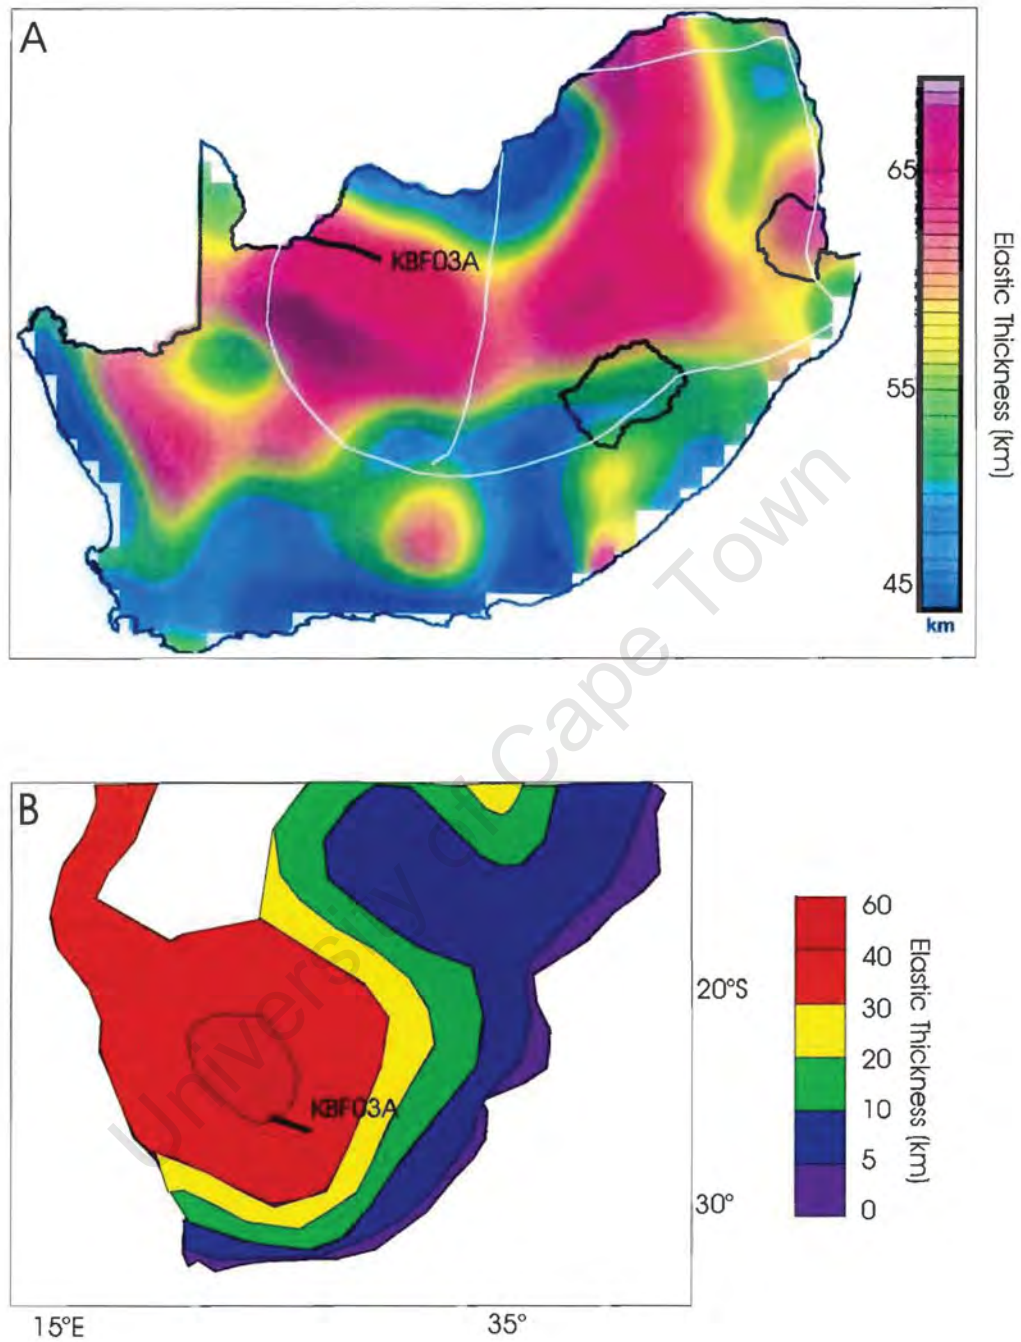 A
KBF03A
65
55
45
km
Elastic Thickness (km)
University of Cape Town
B
KBF03A
20°S
30°
15°E
35°
60
40
30
20
10
5
0
Elastic Thickness (km)